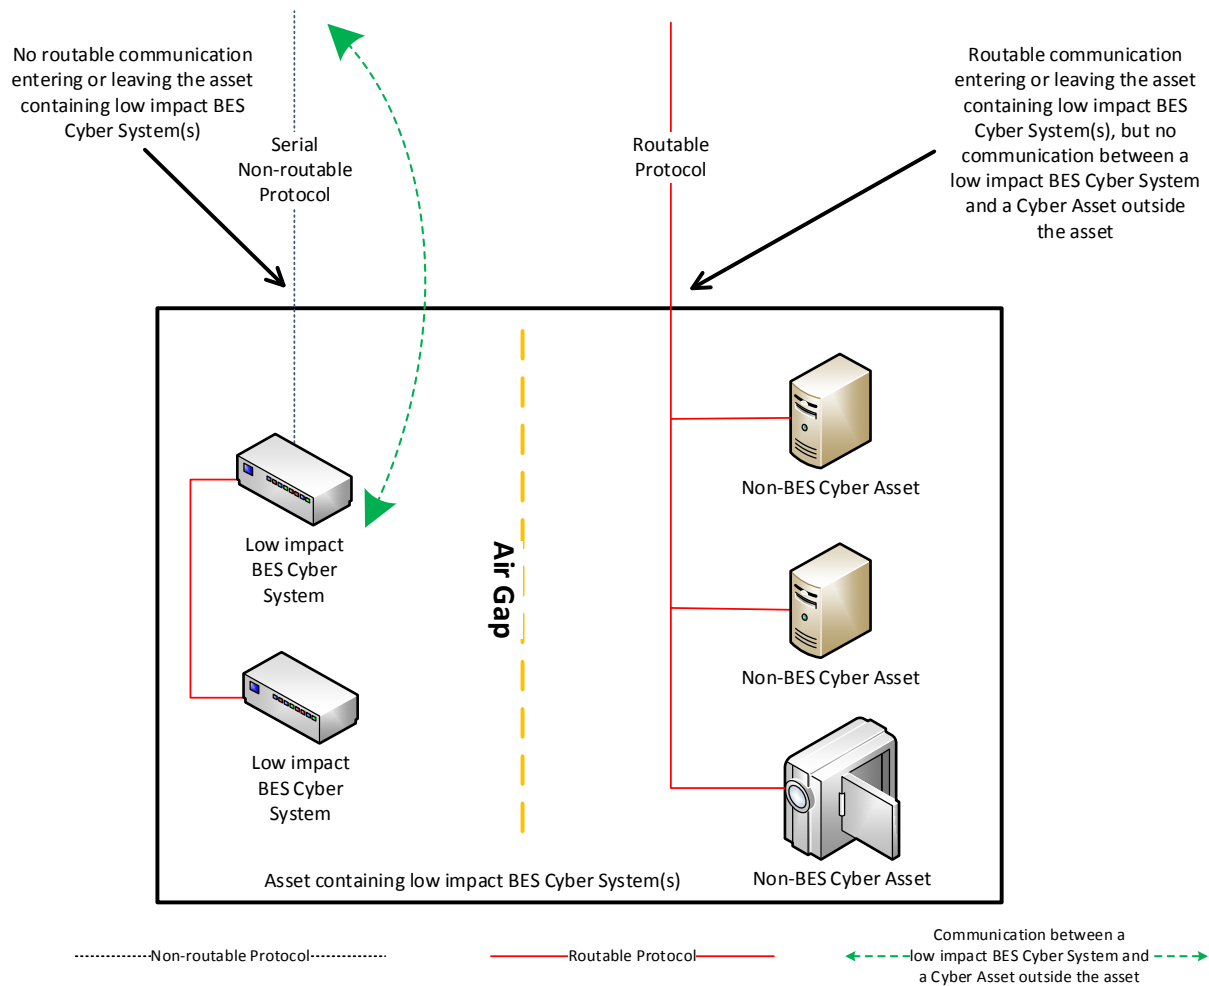 No routable communication
entering or leaving the asset
containing low impact BES
Cyber System(s)
Serial
Non-routable
Protocol
Routable
Protocol
Routable communication
entering or leaving the asset
containing low impact BES
Cyber System(s), but no
communication between a
low impact BES Cyber System
and a Cyber Asset outside
the asset
Low impact
BES Cyber
System
Low impact
BES Cyber
System
Air Gap
Non-BES Cyber Asset
Non-BES Cyber Asset
Non-BES Cyber Asset
Asset containing low impact BES Cyber System(s)
Non-routable Protocol
Routable Protocol
Communication between a
low impact BES Cyber System and
a Cyber Asset outside the asset